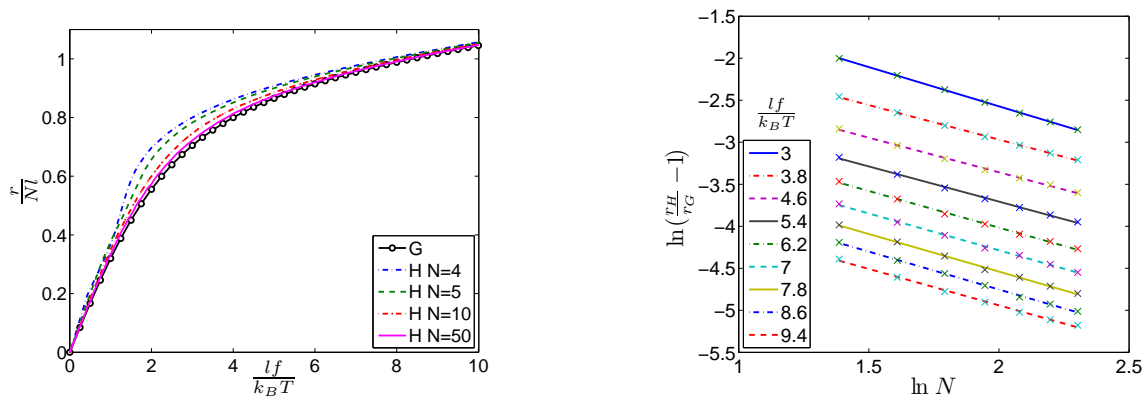 1
0.8
0.6
0.4
0.2
0
r/Nl
0 2 4 6 8 10
lf/k_BT
G
H N=4
H N=5
H N=10
H N=50
−1.5
−2
−2.5
−3
−3.5
−4
−4.5
−5
−5.5
ln(r_H/r_G −1)
lf/k_BT
3
3.8
4.6
5.4
6.2
7
7.8
8.6
9.4
1 1.5 2 2.5
ln N